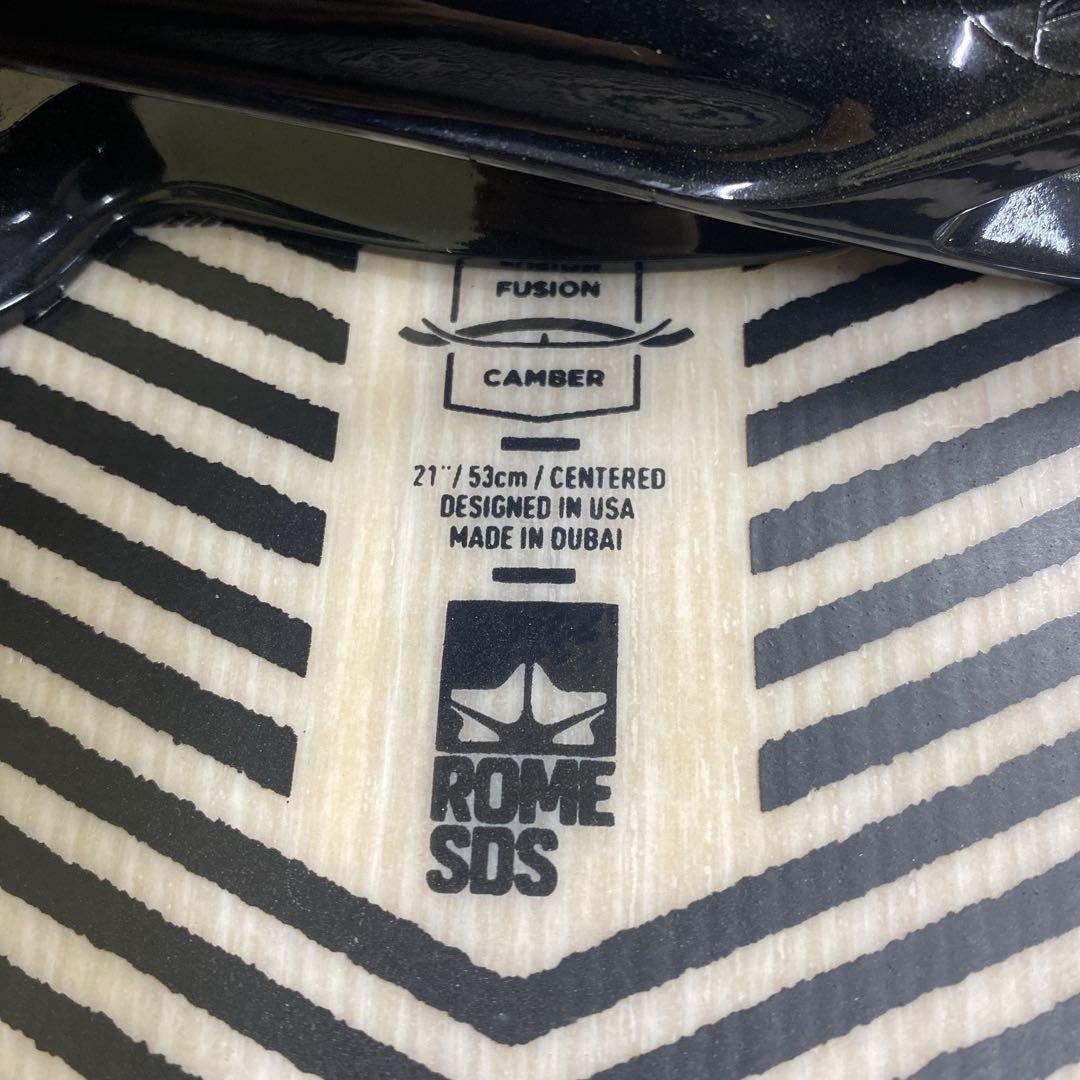 FUSION
CAMBER
21¨/ 53cm / CENTERED
DESIGNED IN USA
MADE IN DUBAI
ROME
SDS